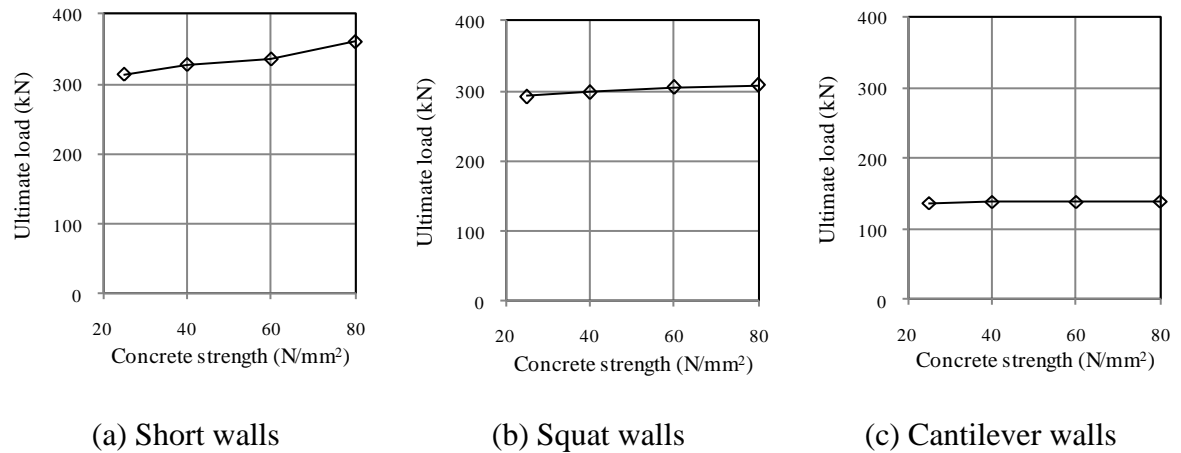 Ultimate load (kN)
400
300
200
100
0
20 40 60 80
Concrete strength (N/mm²)
(a) Short walls
Ultimate load (kN)
400
300
200
100
0
20 40 60 80
Concrete strength (N/mm²)
(b) Squat walls
Ultimate load (kN)
400
300
200
100
0
20 40 60 80
Concrete strength (N/mm²)
(c) Cantilever walls